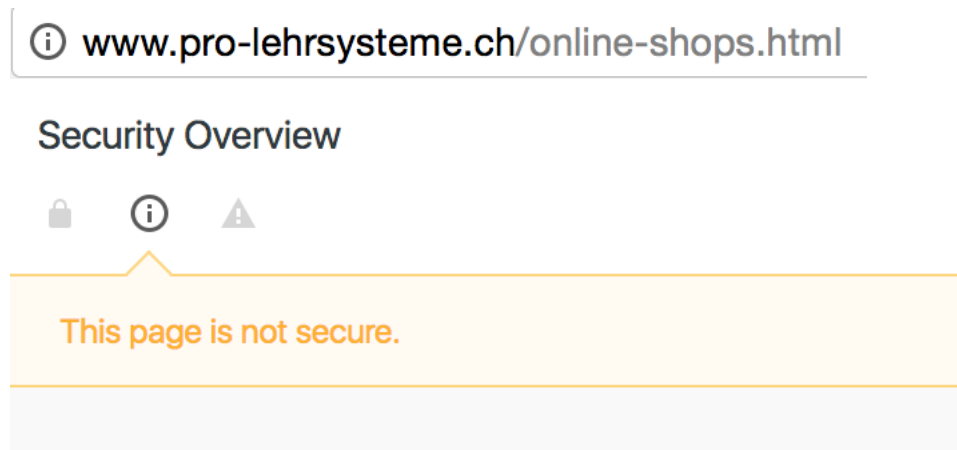 www.pro-lehrsysteme.ch/online-shops.html
Security Overview
This page is not secure.